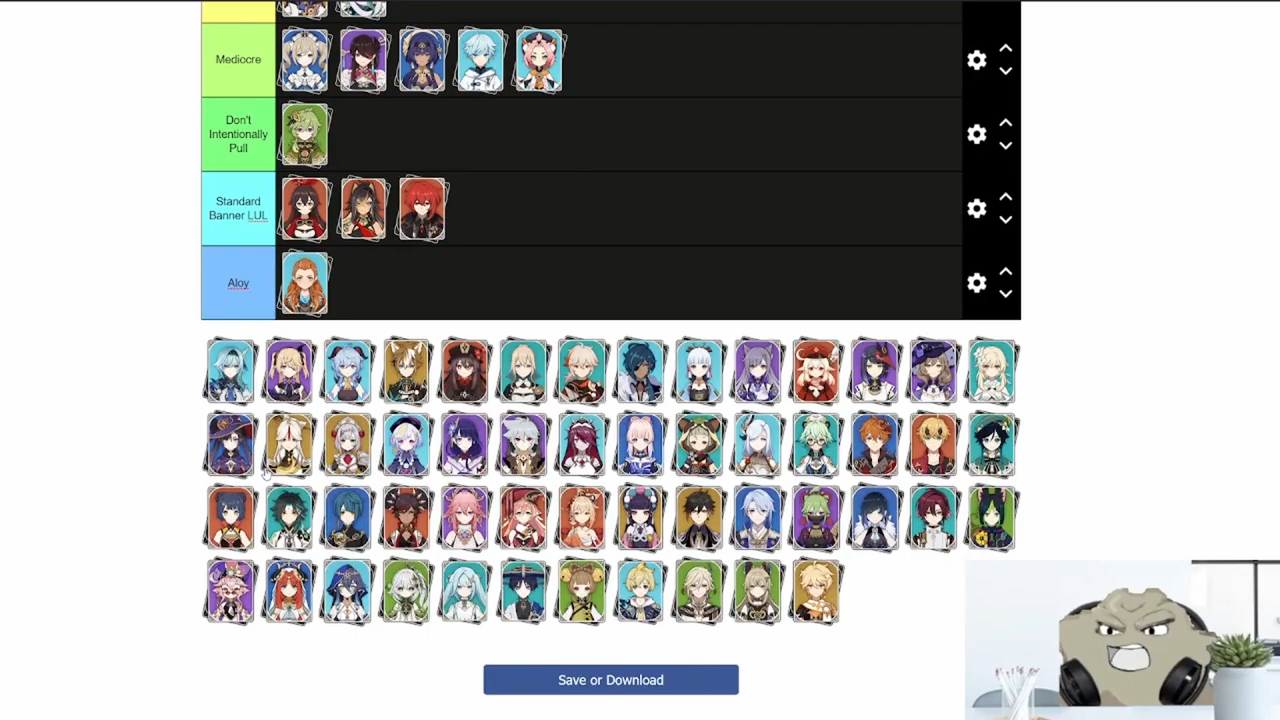 Mediocre
Don't
Intentionally
Pull
Standard
Banner LUL
Aloy
Save or Download